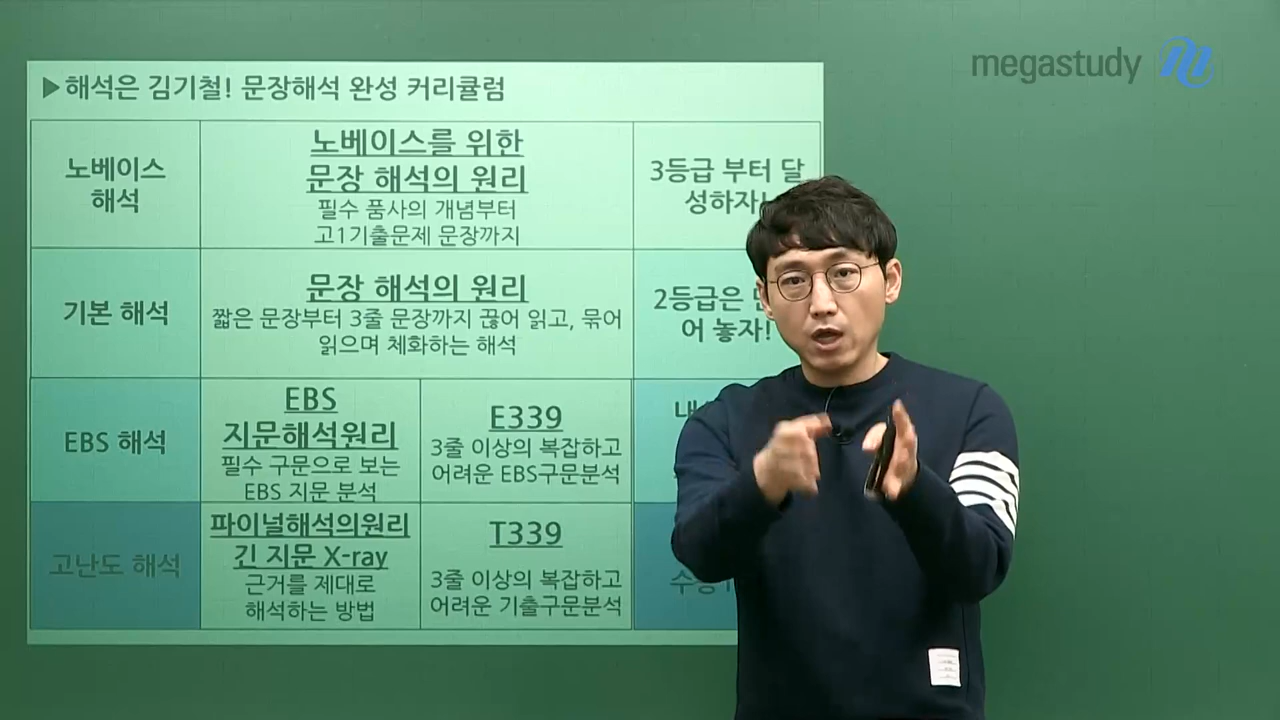 megastudy
▶해석은 김기철! 문장해석 완성 커리큘럼
노베이스
해석
노베이스를 위한
문장 해석의 원리
필수 품사의 개념부터
고1기출문제 문장까지
3등급 부터 달
성하자!
기본 해석
문장 해석의 원리
짧은 문장부터 3줄 문장까지 끊어 읽고, 묶어
읽으며 체화하는 해석
2등급은
어 놓자!
EBS 해석
EBS
지문해석원리
필수 구문으로 보는
EBS 지문 분석
E339
3줄 이상의 복잡하고
어려운 EBS구문분석
고난도 해석
파이널해석의원리
긴 지문 X-ray
근거를 제대로
해석하는 방법
T339
3줄 이상의 복잡하고
어려운 기출구문분석